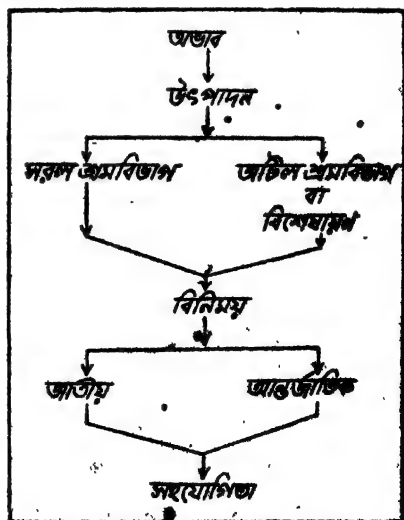 অভাব
উৎপাদন
সরল শ্রমবিভাগ
জটিল শ্রমবিভাগ
বা
বিশেষায়ণ
বিনিময়
জাতীয়
আন্তর্জাতিক
সহযোগিতা